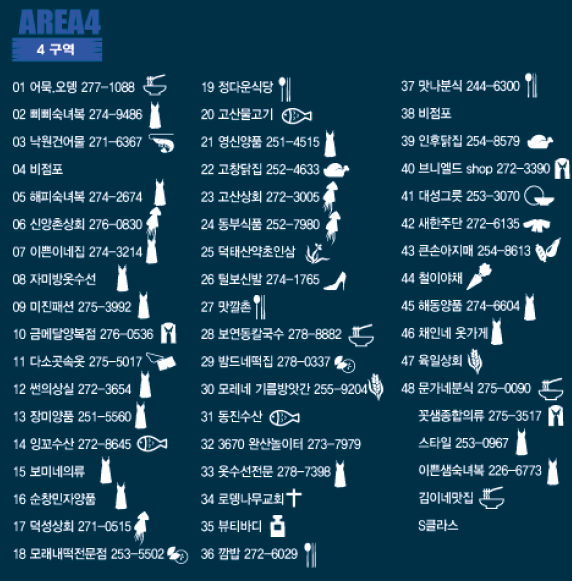 AREA4
4 구역
01 어묵.오뎅 277-1088
02 삐삐숙녀복 274-9486
03 낙원건어물 271-6367
04 비점포
05 해피숙녀복 274-2674
06 신앙촌상회 276-0830
07 이쁜이네집 274-3214
08 자미방옷수선
09 미진패션 275-3992
10 금메달양복점 276-0536
11 다소곳속옷 275-5017
12 썬의상실 272-3654
13 장미양품 251-5560
14 잉꼬수산 272-8645
15 보미네의류
16 순창민자양품
17 덕성상회 271-0515
18 모래내떡전문점 253-5502
19 정다운식당
20 고산물고기
21 영신양품 251-4515
22 고창닭집 252-4633
23 고산상회 272-3005
24 동부식품 252-7980
25 덕태산약초인삼
26 털보신발 274-1765
27 맛깔촌
28 보연동칼국수 278-8882
29 밤드네떡집 278-0337
30 모레네 기름방앗간 255-9204
31 동진수산
32 3670 완산놀이터 273-7979
33 옷수선전문 278-7398
34 로뎅나무교회
35 뷰티바디
36 깜밥 272-6029
37 맛나분식 244-6300
38 비점포
39 인후닭집 254-8579
40 브니엘드 shop 272-3390
41 대성그릇 253-3070
42 새한주단 272-6135
43 큰손아지매 254-8613
44 철이야채
45 해동양품 274-6604
46 채인네 옷가게
47 육일상회
48 문가네분식 275-0090
꽃샘종합의류 275-3517
스타일 253-0967
이쁜샘숙녀복 226-6773
김이네맛집
S클라스